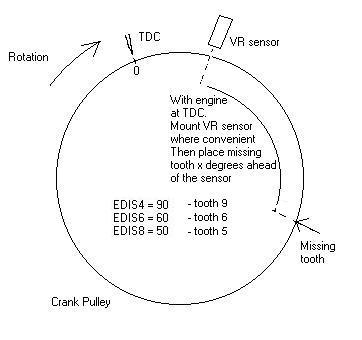 TDC
VR sensor
Rotation
0
With engine
at TDC.
Mount VR sensor
where convenient
Then place missing
tooth x degrees ahead
of the sensor
EDIS4 = 90 - tooth 9
EDIS6 = 60 - tooth 6
EDIS8 = 50 - tooth 5
Missing
tooth
Crank Pulley